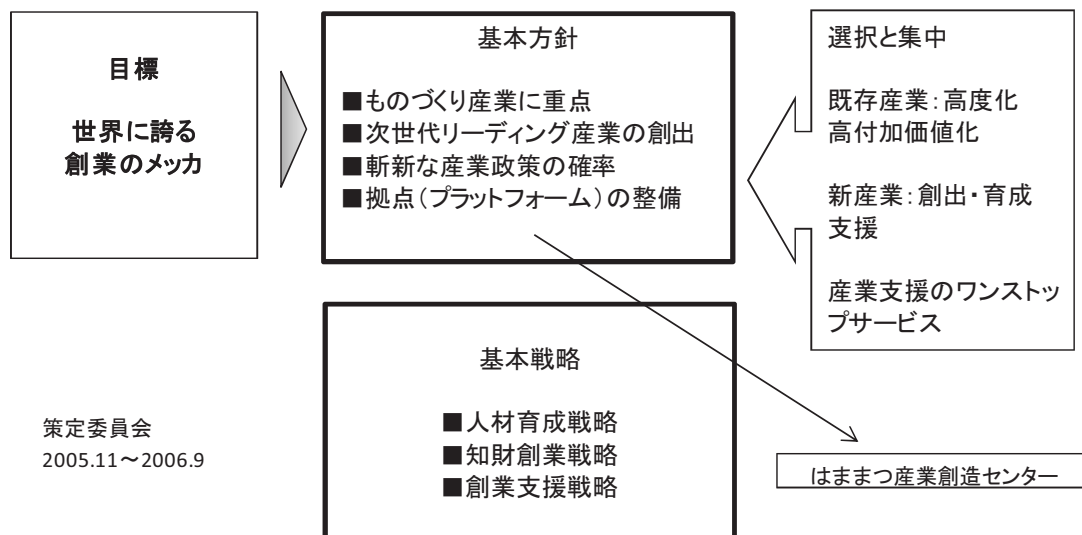 目標
世界に誇る
創業のメッカ
基本方針
■ものづくり産業に重点
■次世代リーディング産業の創出
■斬新な産業政策の確率
■拠点(プラットフォーム)の整備
選択と集中
既存産業:高度化
高付加価値化
新産業:創出・育成
支援
産業支援のワンストッ
プサービス
基本戦略
■人材育成戦略
■知財創業戦略
■創業支援戦略
策定委員会
2005.11~2006.9
はままつ産業創造センター